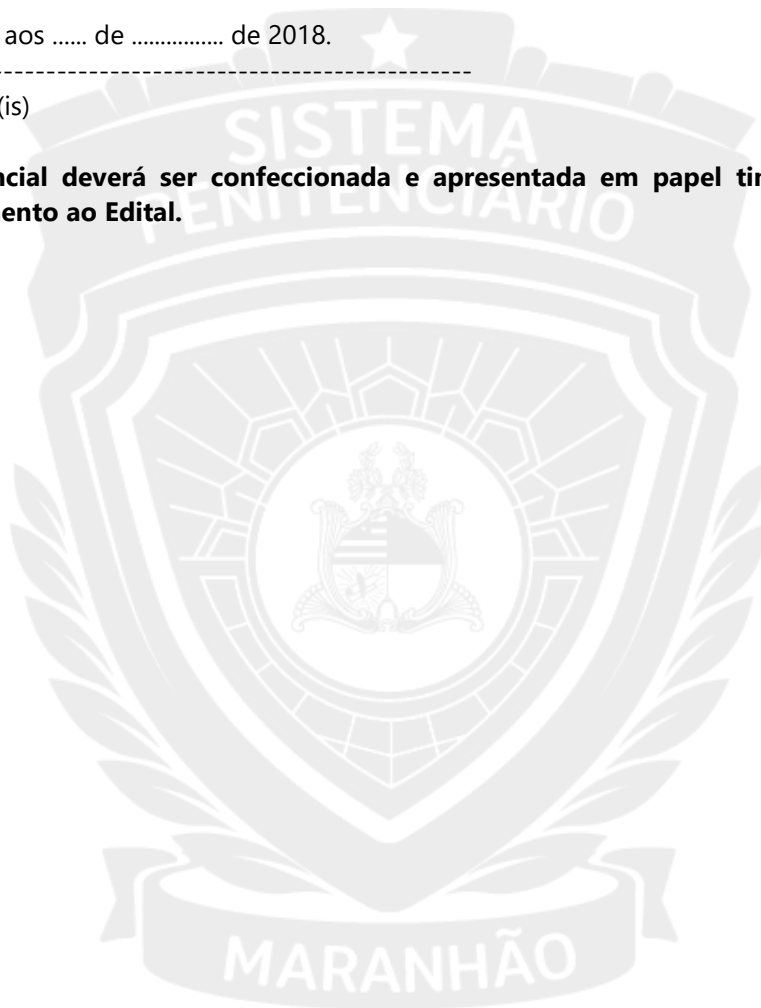 aos ...... de ............... de 2018.
----------------------------------------------
(is)
ncial deverá ser confeccionada e apresentada em papel tim
ento ao Edital.
SISTEMA
PENITENCIÁRIO
MARANHÃO